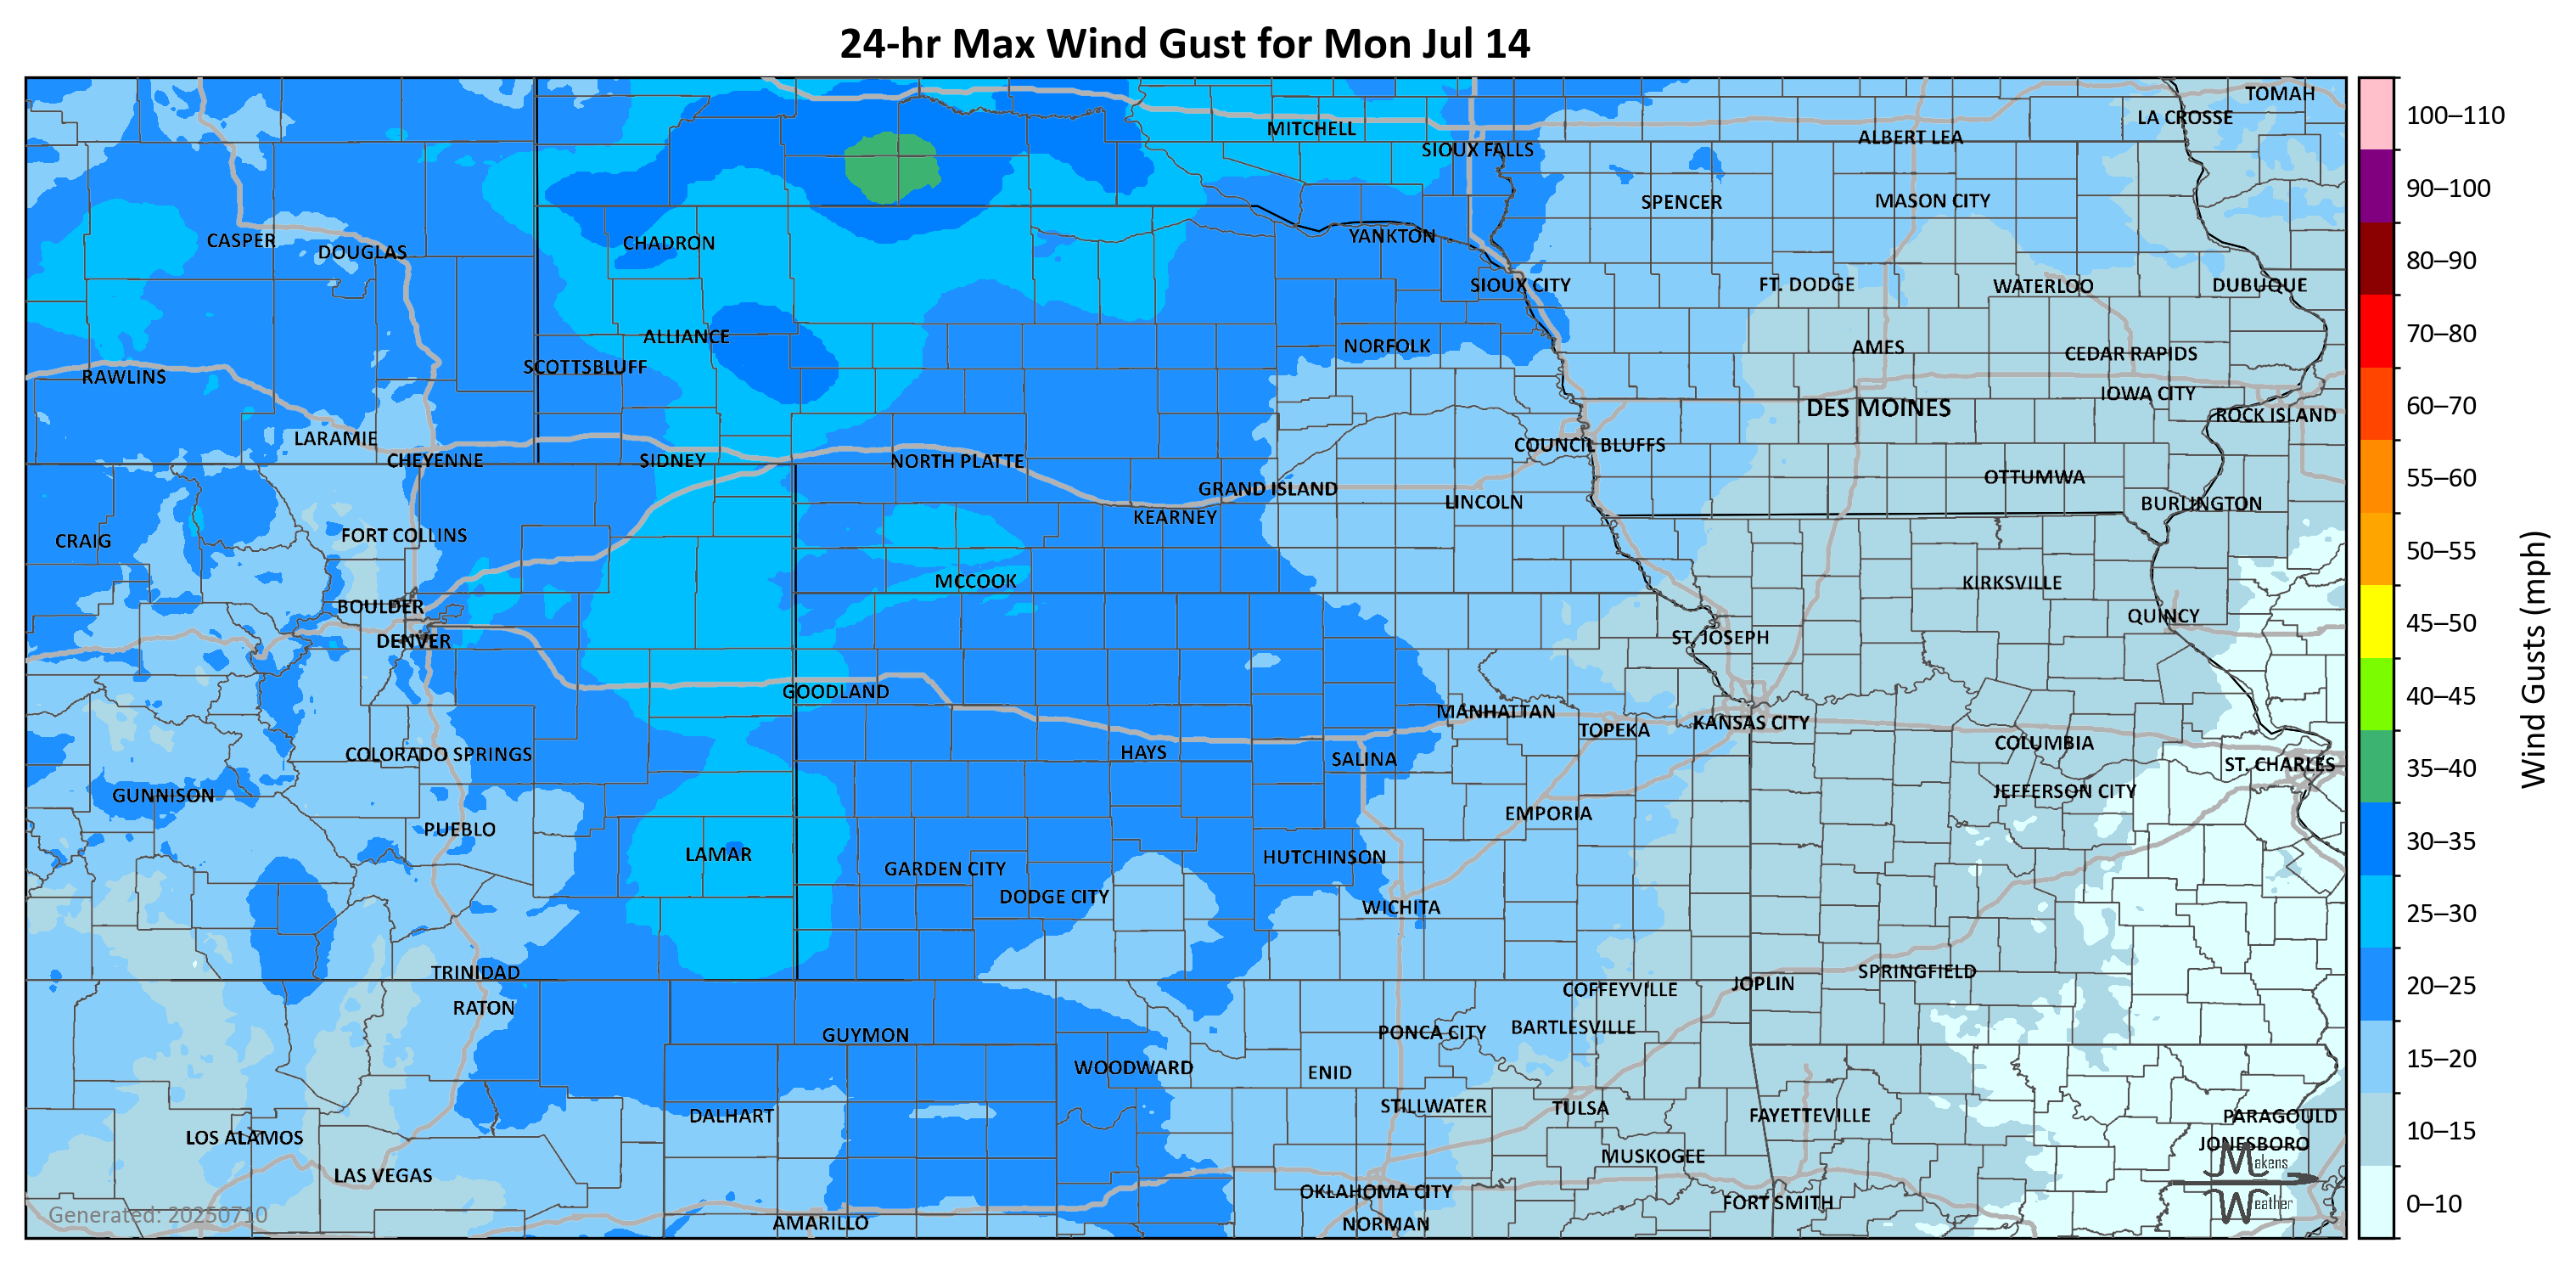 24-hr Max Wind Gust for Mon Jul 14
TOMAH
LA CROSSE
MITCHELL
ALBERT LEA
SIOUX FALLS
SPENCER
MASON CITY
CASPER
DOUGLAS
CHADRON
YANKTON
SIOUX CITY
FT. DODGE
WATERLOO
DUBUQUE
ALLIANCE
NORFOLK
AMES
CEDAR RAPIDS
SCOTTSBLUFF
RAWLINS
IOWA CITY
DES MOINES
ROCK ISLAND
LARAMIE
COUNCIL BLUFFS
CHEYENNE
SIDNEY
NORTH PLATTE
OTTUMWA
GRAND ISLAND
LINCOLN
BURLINGTON
KEARNEY
FORT COLLINS
CRAIG
MCCOOK
KIRKSVILLE
BOULDER
QUINCY
DENVER
ST. JOSEPH
GOODLAND
MANHATTAN
TOPEKA
KANSAS CITY
COLUMBIA
COLORADO SPRINGS
HAYS
SALINA
ST. CHARLES
GUNNISON
JEFFERSON CITY
EMPORIA
PUEBLO
LAMAR
HUTCHINSON
GARDEN CITY
DODGE CITY
WICHITA
TRINIDAD
SPRINGFIELD
JOPLIN
COFFEYVILLE
RATON
GUYMON
PONCA CITY
BARTLESVILLE
WOODWARD
ENID
STILLWATER
TULSA
DALHART
FAYETTEVILLE
PARAGOULD
LOS ALAMOS
JONESBORO
MUSKOGEE
LAS VEGAS
OKLAHOMA CITY
FORT SMITH
AMARILLO
NORMAN
Generated: 20250710
Makens
Weather
100–110
90–100
80–90
70–80
60–70
55–60
50–55
45–50
40–45
35–40
30–35
25–30
20–25
15–20
10–15
0–10
Wind Gusts (mph)